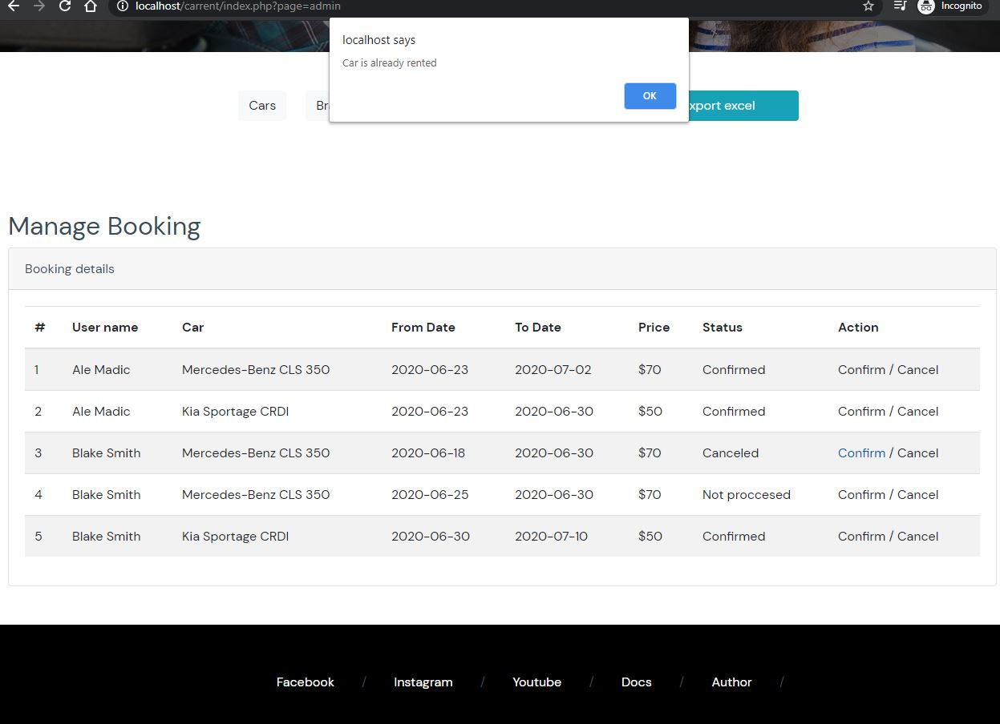 localhost/carrent/index.php?page=admin Incognito
localhost says
Car is already rented
OK
Cars Br xport excel
Manage Booking
Booking details
# User name Car From Date To Date Price Status Action
1 Ale Madic Mercedes-Benz CLS 350 2020-06-23 2020-07-02 $70 Confirmed Confirm / Cancel
2 Ale Madic Kia Sportage CRDI 2020-06-23 2020-06-30 $50 Confirmed Confirm / Cancel
3 Blake Smith Mercedes-Benz CLS 350 2020-06-18 2020-06-30 $70 Canceled Confirm / Cancel
4 Blake Smith Mercedes-Benz CLS 350 2020-06-25 2020-06-30 $70 Not proccesed Confirm / Cancel
5 Blake Smith Kia Sportage CRDI 2020-06-30 2020-07-10 $50 Confirmed Confirm / Cancel
Facebook / Instagram / Youtube / Docs / Author /